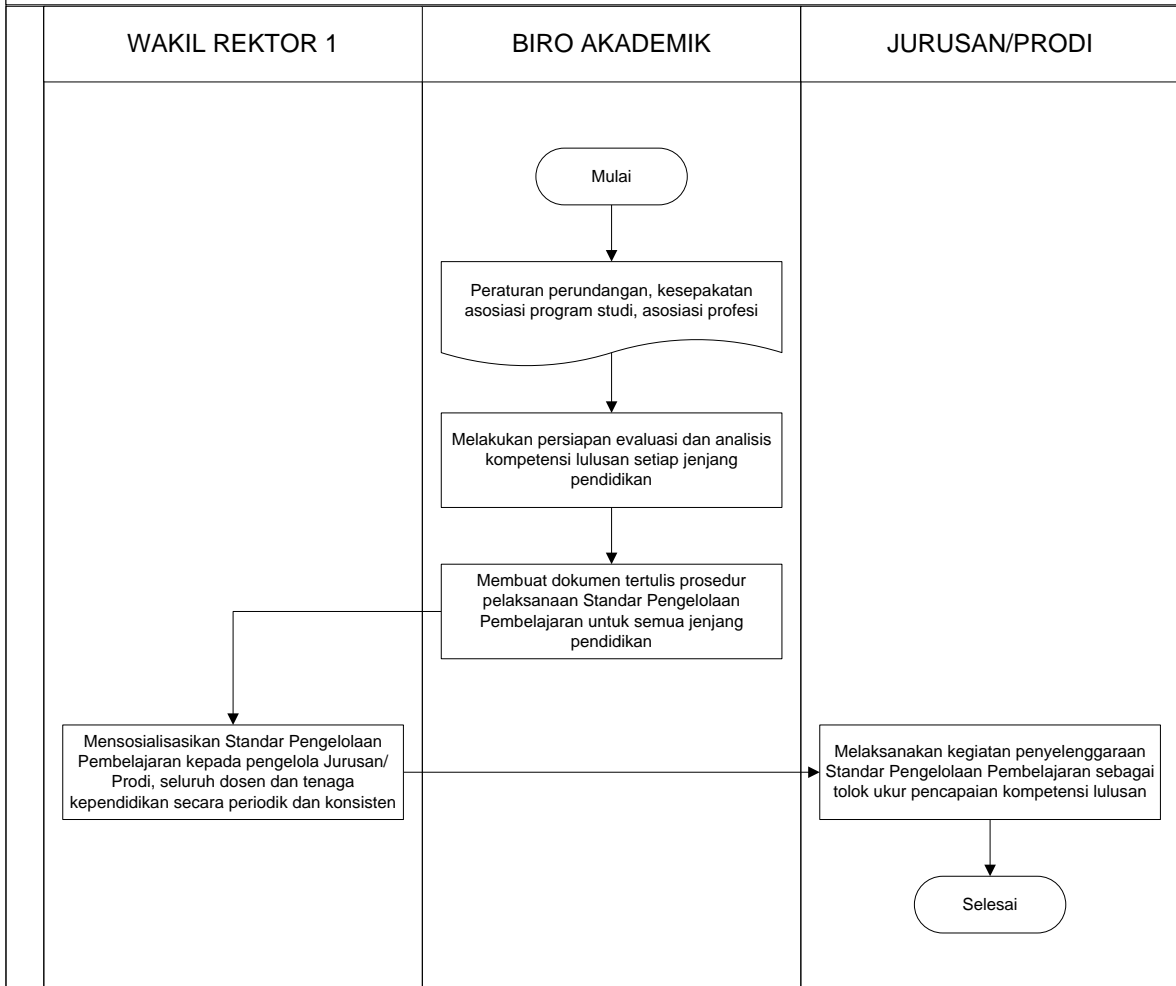 WAKIL REKTOR 1
BIRO AKADEMIK
JURUSAN/PRODI
Mulai
Peraturan perundangan, kesepakatan
asosiasi program studi, asosiasi profesi
Melakukan persiapan evaluasi dan analisis
kompetensi lulusan setiap jenjang
pendidikan
Membuat dokumen tertulis prosedur
pelaksanaan Standar Pengelolaan
Pembelajaran untuk semua jenjang
pendidikan
Mensosialisasikan Standar Pengelolaan
Pembelajaran kepada pengelola Jurusan/
Prodi, seluruh dosen dan tenaga
kependidikan secara periodik dan konsisten
Melaksanakan kegiatan penyelenggaraan
Standar Pengelolaan Pembelajaran sebagai
tolok ukur pencapaian kompetensi lulusan
Selesai